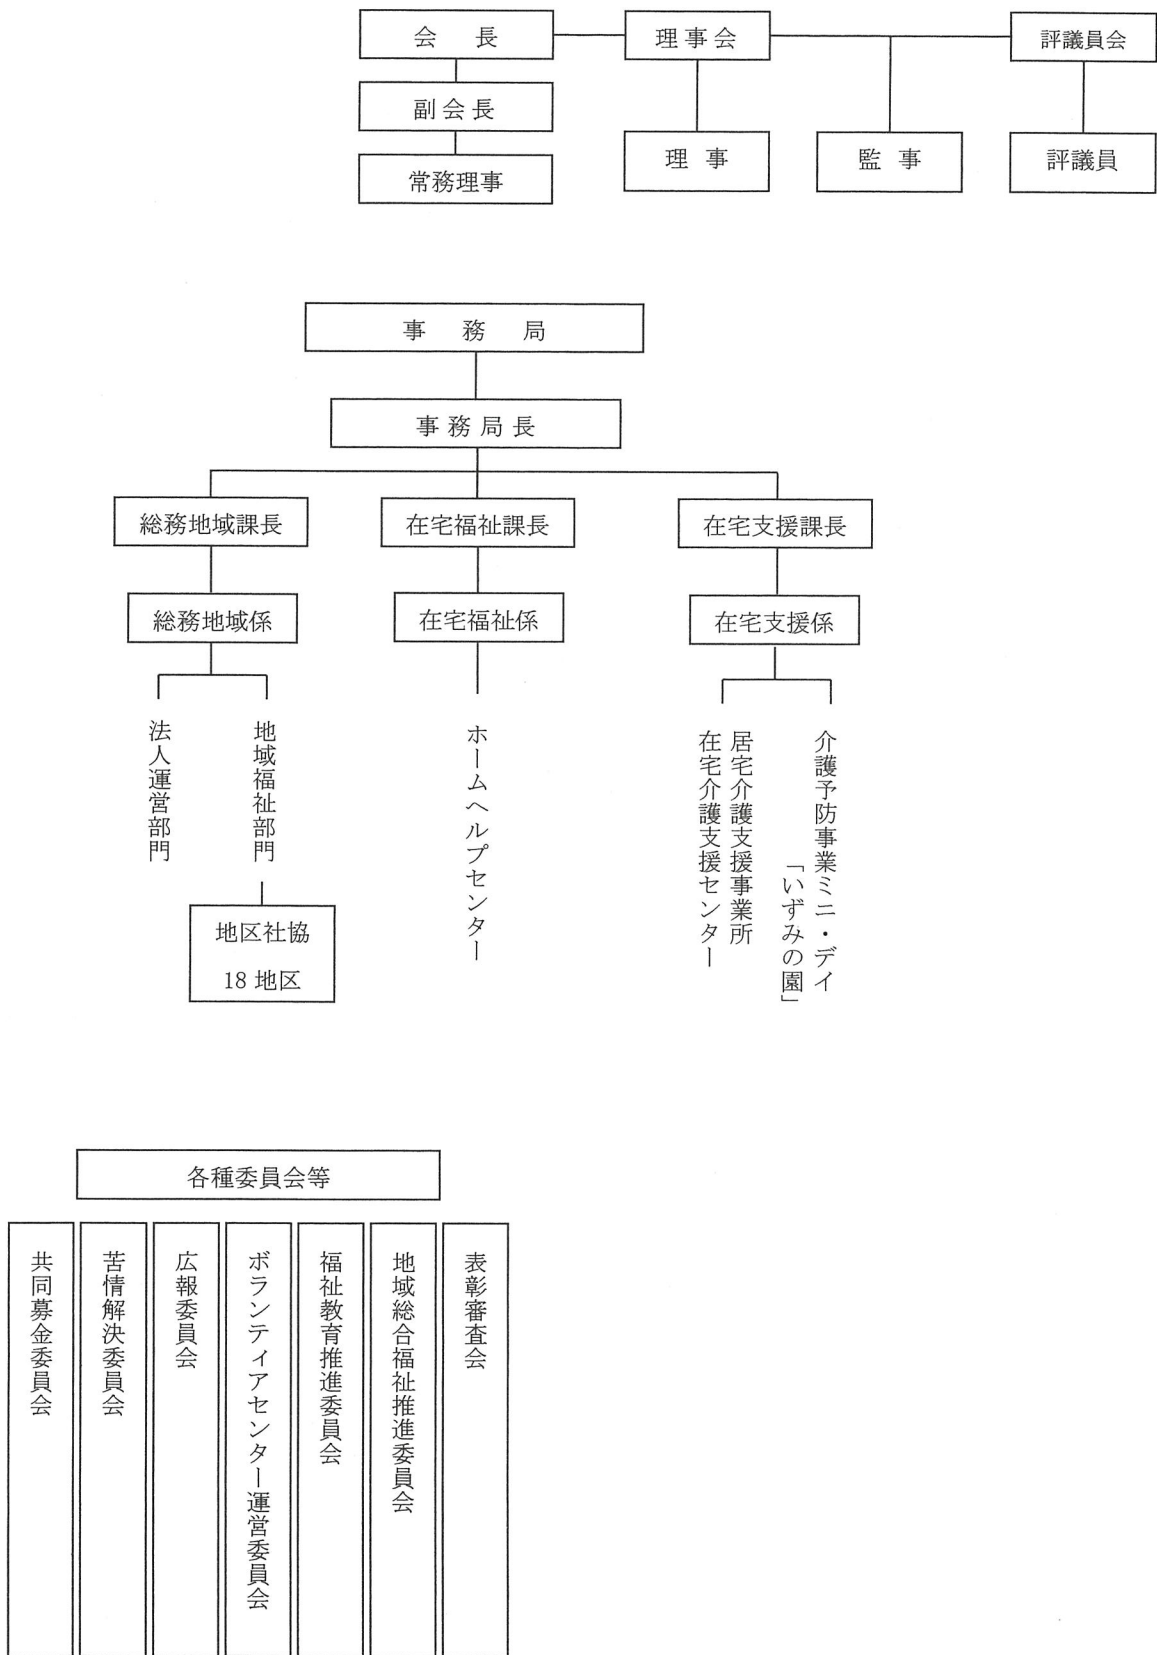 会長
理事会
評議員会
副会長
理事
監事
評議員
常務理事
事務局
事務局長
総務地域課長
在宅福祉課長
在宅支援課長
総務地域係
在宅福祉係
在宅支援係
法人運営部門
地域福祉部門
地区社協
18 地区
ホームヘルプセンター
居宅介護支援事業所
在宅介護支援センター
介護予防事業ミニ・デイ
「いずみの園」
各種委員会等
共同募金委員会
苦情解決委員会
広報委員会
ボランティアセンター運営委員会
福祉教育推進委員会
地域総合福祉推進委員会
表彰審査会